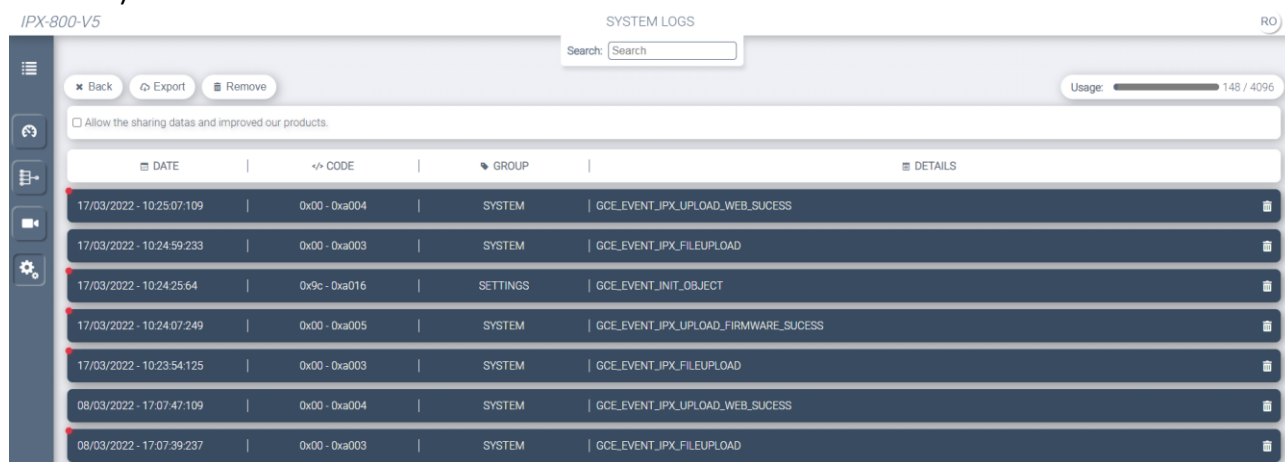 IPX-800-V5 SYSTEM LOGS RO
Search: Search
Back Export Remove Usage: 148 / 4096
Allow the sharing datas and improved our products.
DATE | </> CODE | GROUP | DETAILS
17/03/2022 - 10:25:07:109 | 0x00 - 0xa004 | SYSTEM | GCE_EVENT_IPX_UPLOAD_WEB_SUCESS
17/03/2022 - 10:24:59:233 | 0x00 - 0xa003 | SYSTEM | GCE_EVENT_IPX_FILEUPLOAD
17/03/2022 - 10:24:25:64 | 0x9c - 0xa016 | SETTINGS | GCE_EVENT_INIT_OBJECT
17/03/2022 - 10:24:07:249 | 0x00 - 0xa005 | SYSTEM | GCE_EVENT_IPX_UPLOAD_FIRMWARE_SUCESS
17/03/2022 - 10:23:54:125 | 0x00 - 0xa003 | SYSTEM | GCE_EVENT_IPX_FILEUPLOAD
08/03/2022 - 17:07:47:109 | 0x00 - 0xa004 | SYSTEM | GCE_EVENT_IPX_UPLOAD_WEB_SUCESS
08/03/2022 - 17:07:39:237 | 0x00 - 0xa003 | SYSTEM | GCE_EVENT_IPX_FILEUPLOAD